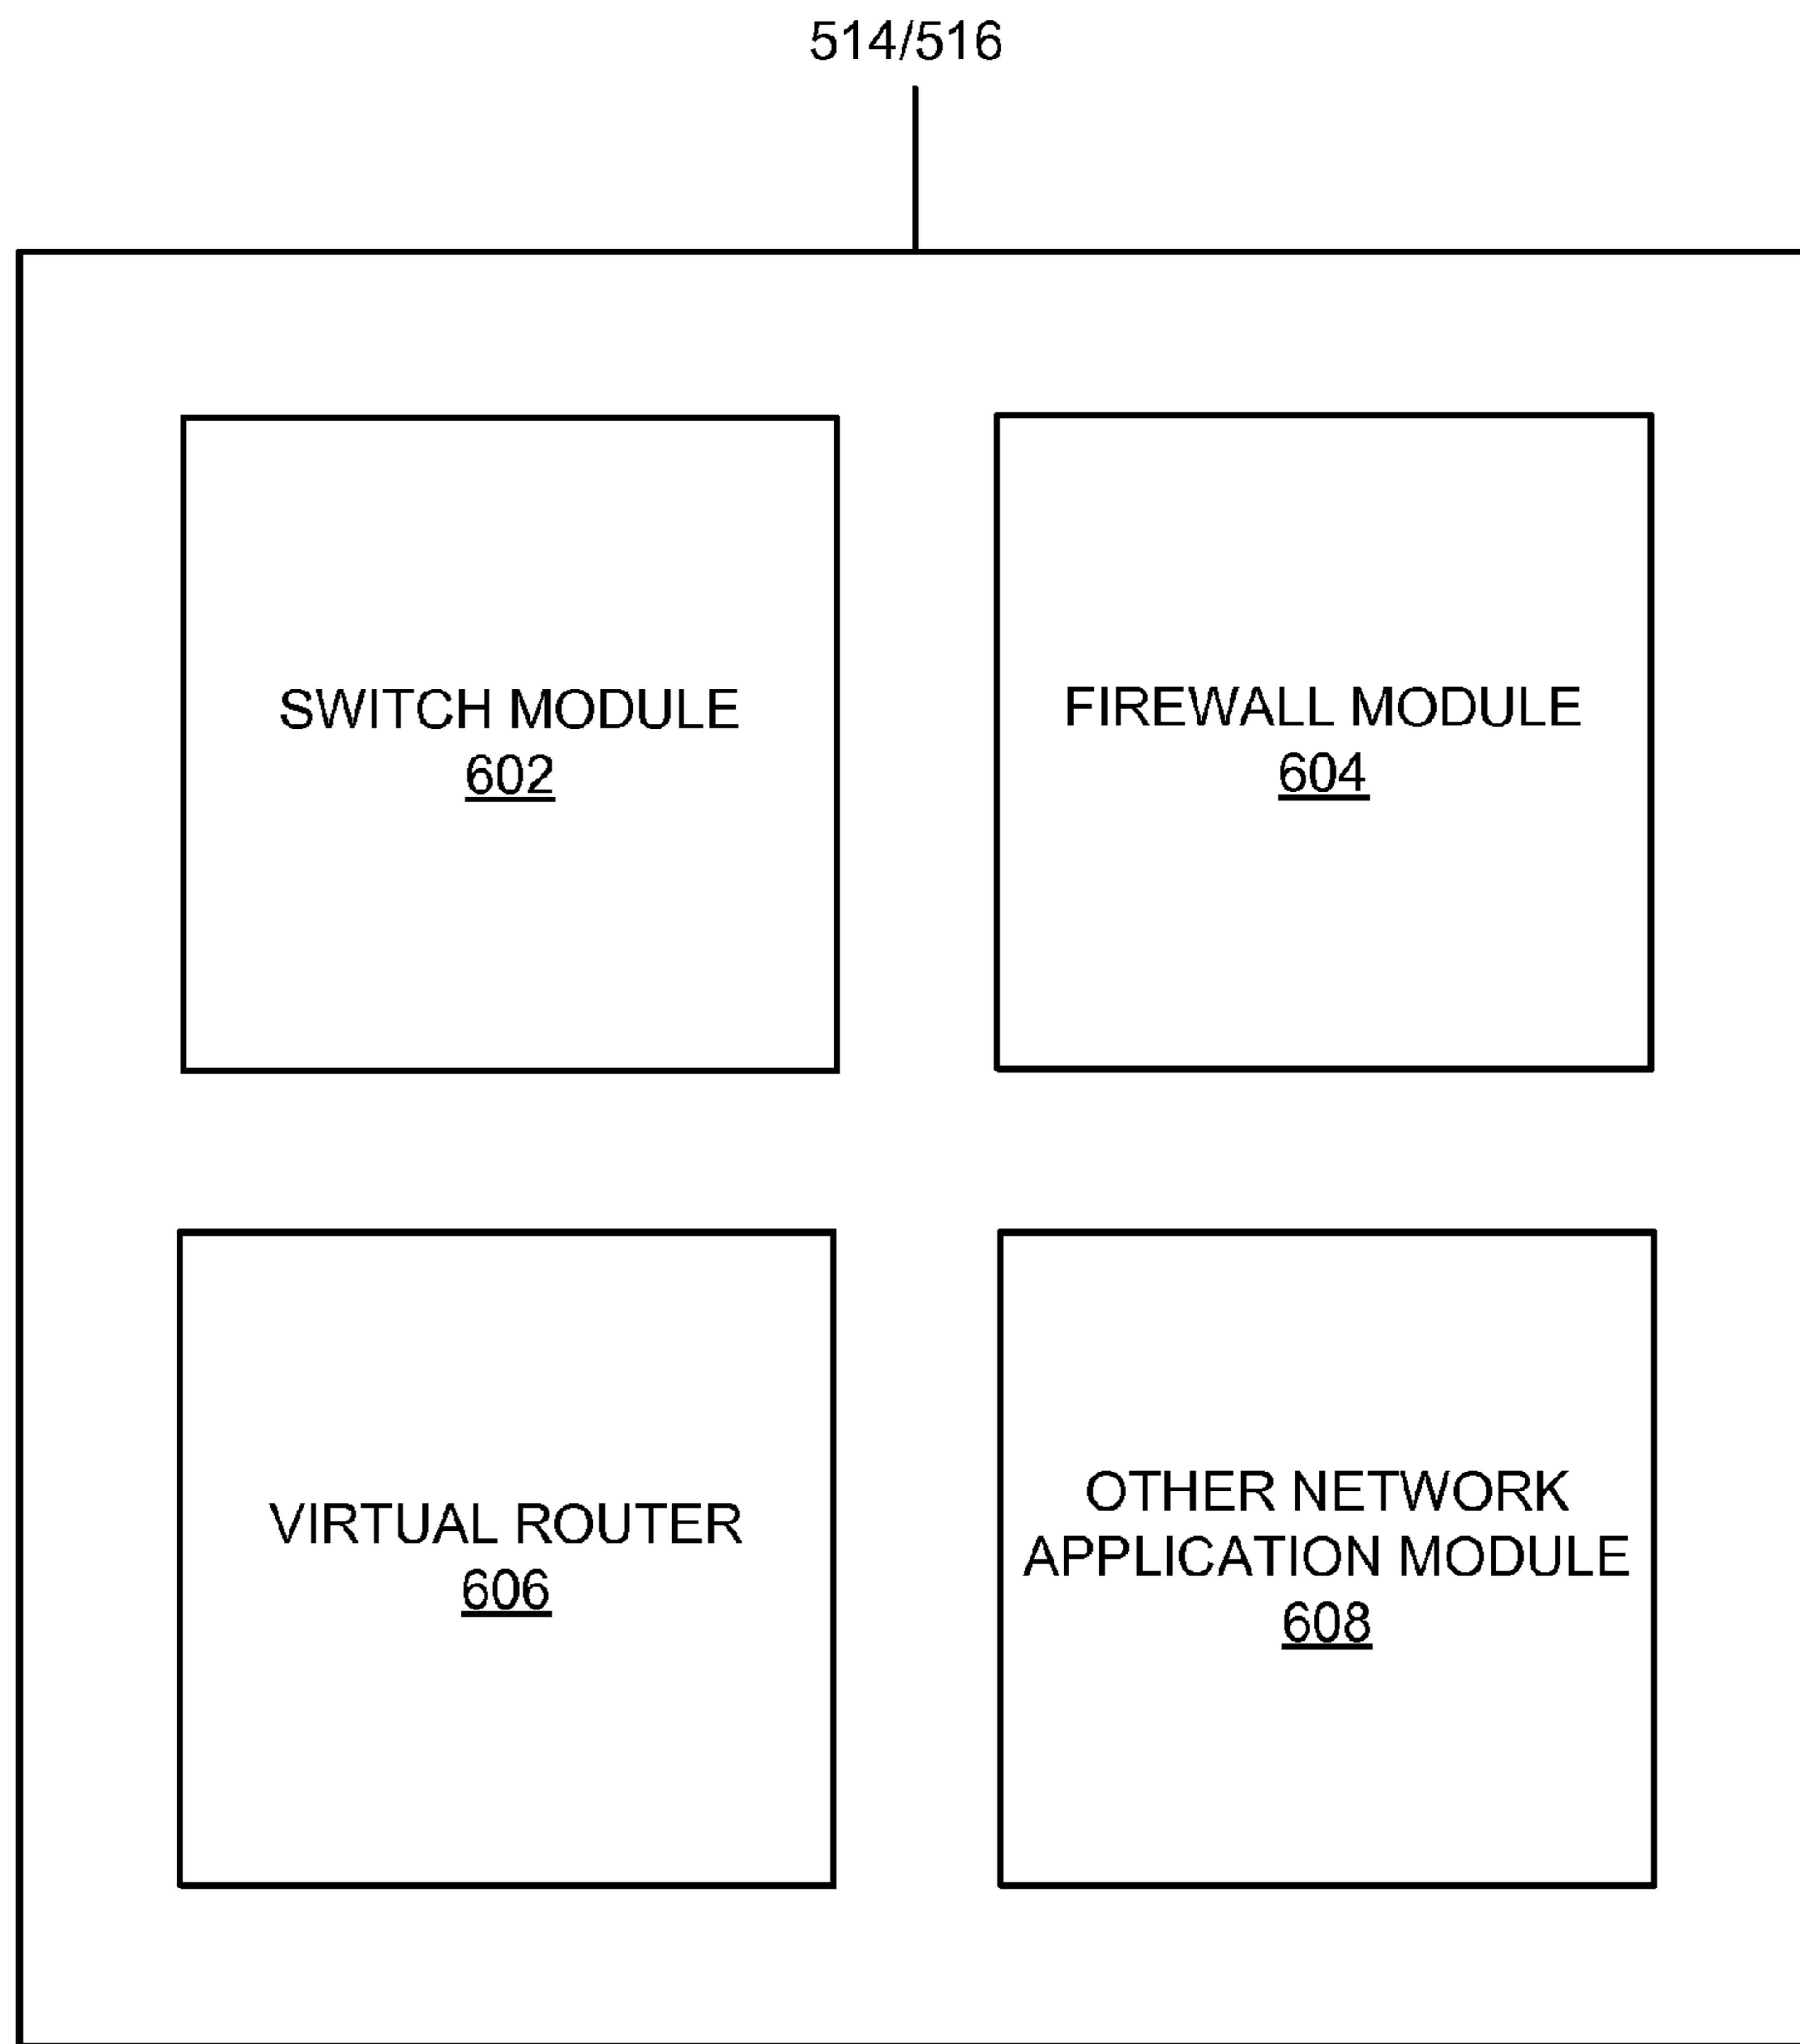 514/516
SWITCH MODULE
602
FIREWALL MODULE
604
VIRTUAL ROUTER
606
OTHER NETWORK
APPLICATION MODULE
608